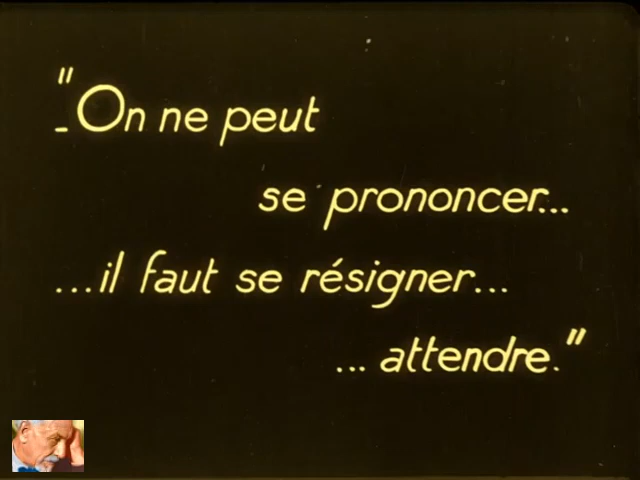 "
-On ne peut
se prononcer...
...il faut se résigner...
... attendre."